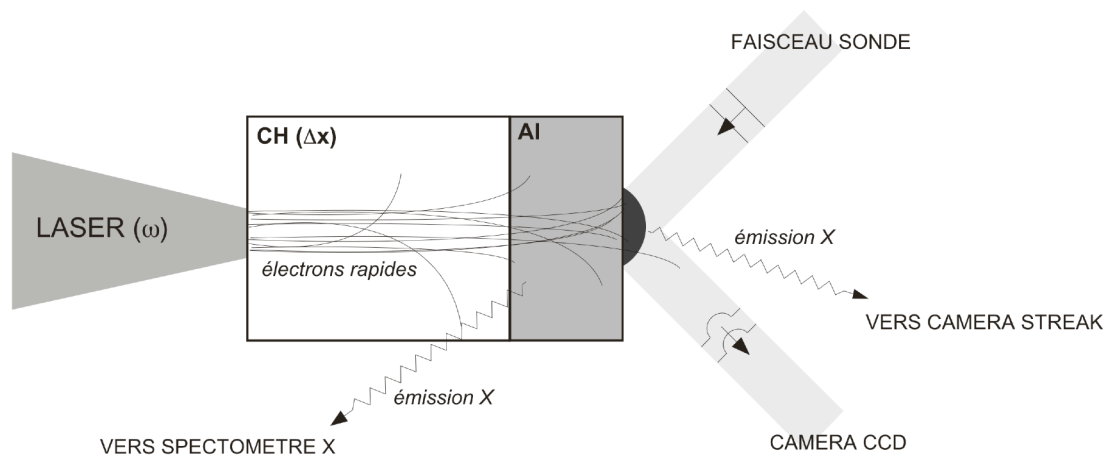 FAISCEAU SONDE
CH (Δx)
Al
LASER (ω)
électrons rapides
émission X
VERS CAMERA STREAK
émission X
VERS SPECTOMETRE X
CAMERA CCD